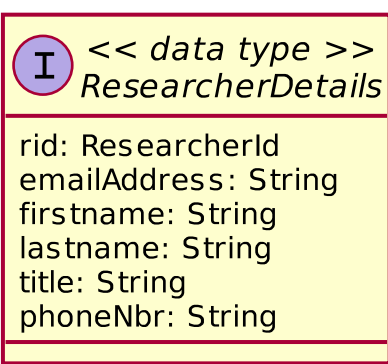 I
<< data type >>
ResearcherDetails
rid: ResearcherId
emailAddress: String
firstname: String
lastname: String
title: String
phoneNbr: String